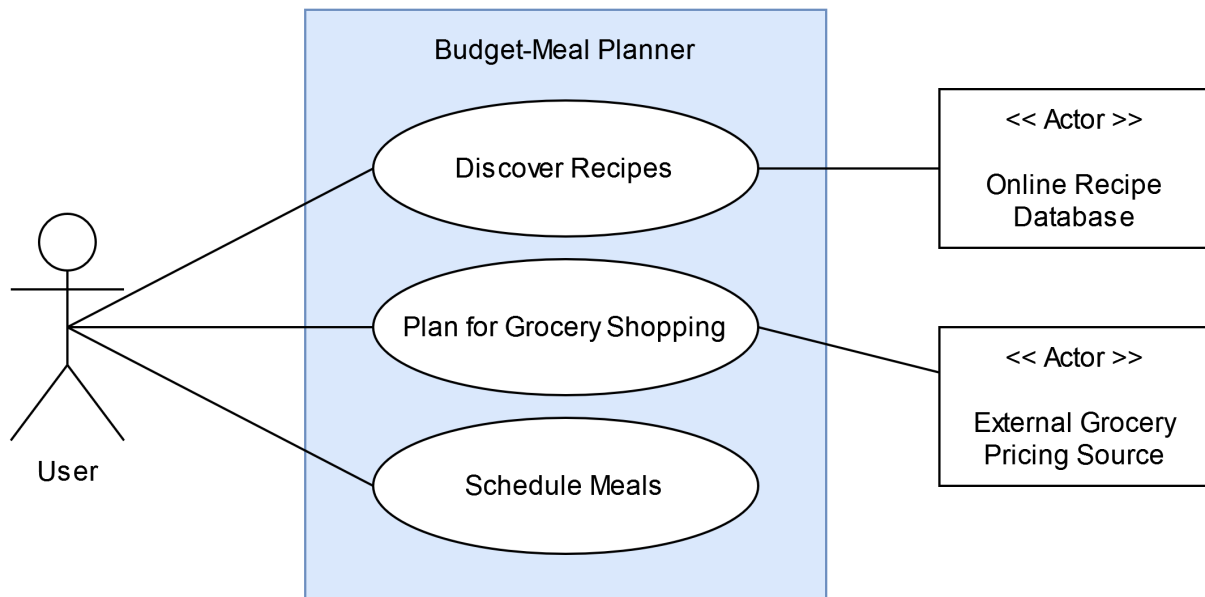 Budget-Meal Planner
Discover Recipes
<< Actor >>
Online Recipe
Database
Plan for Grocery Shopping
<< Actor >>
External Grocery
Pricing Source
User
Schedule Meals